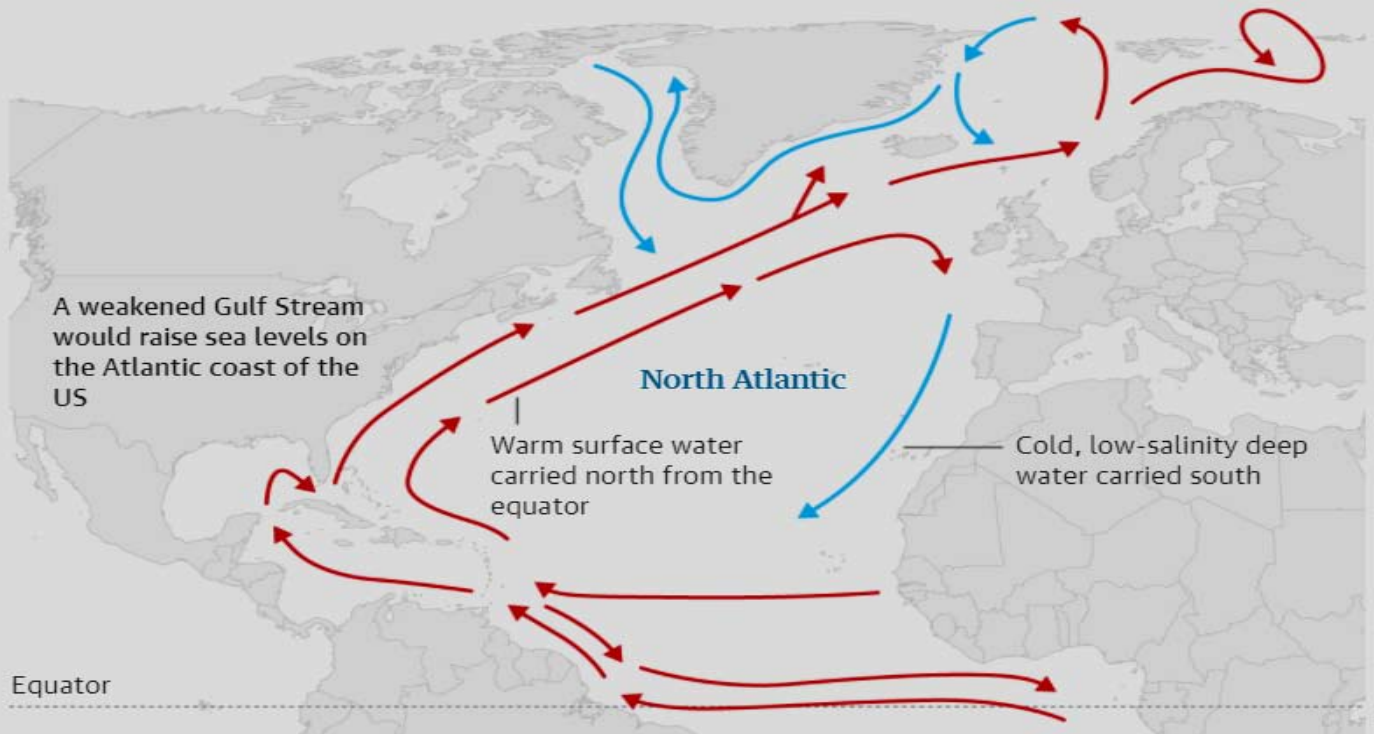 A weakened Gulf Stream
would raise sea levels on
the Atlantic coast of the
US
North Atlantic
Warm surface water
carried north from the
equator
Cold, low-salinity deep
water carried south
Equator